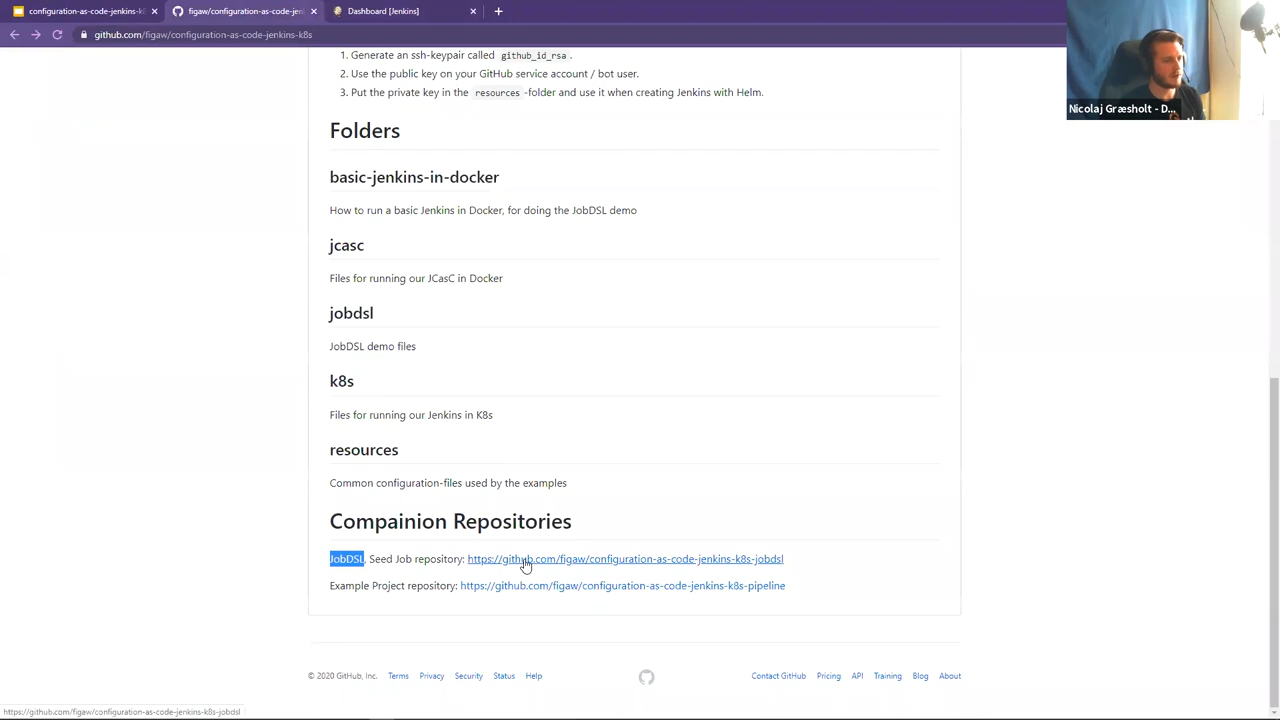 configuration-as-code-jenkins-k
figaw/configuration-as-code-jen
Dashboard [Jenkins]
github.com/figaw/configuration-as-code-jenkins-k8s
Nicolaj Græsholt - D...
1. Generate an ssh-keypair called github_id_rsa .
2. Use the public key on your GitHub service account / bot user.
3. Put the private key in the resources -folder and use it when creating Jenkins with Helm.
Folders
basic-jenkins-in-docker
How to run a basic Jenkins in Docker, for doing the JobDSL demo
jcasc
Files for running our JCasC in Docker
jobdsl
JobDSL demo files
k8s
Files for running our Jenkins in K8s
resources
Common configuration-files used by the examples
Compainion Repositories
JobDSL, Seed Job repository: https://github.com/figaw/configuration-as-code-jenkins-k8s-jobdsl
Example Project repository: https://github.com/figaw/configuration-as-code-jenkins-k8s-pipeline
© 2020 GitHub, Inc. Terms Privacy Security Status Help Contact GitHub Pricing API Training Blog About
https://github.com/figaw/configuration-as-code-jenkins-k8s-jobdsl